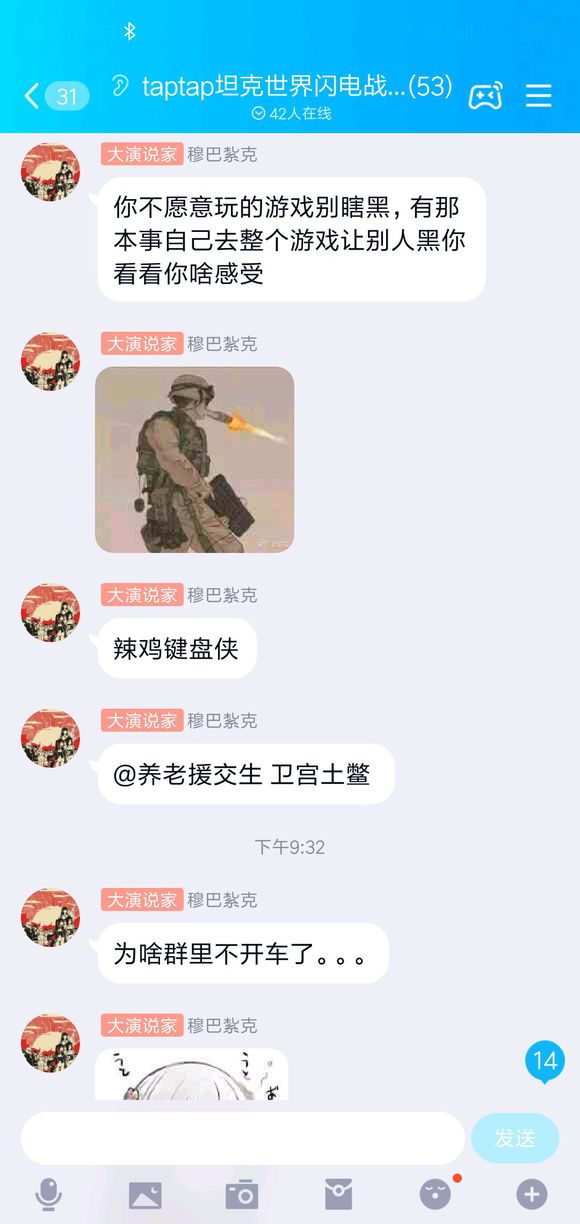 31
taptap坦克世界闪电战...(53)
42人在线
大演说家 穆巴紮克
你不愿意玩的游戏别瞎黑，有那
本事自己去整个游戏让别人黑你
看看你啥感受
大演说家 穆巴紮克
大演说家 穆巴紮克
辣鸡键盘侠
大演说家 穆巴紮克
@养老援交生 卫宫土鳖
下午9:32
大演说家 穆巴紮克
为啥群里不开车了。。。
大演说家 穆巴紮克
うと
うと
14
发送